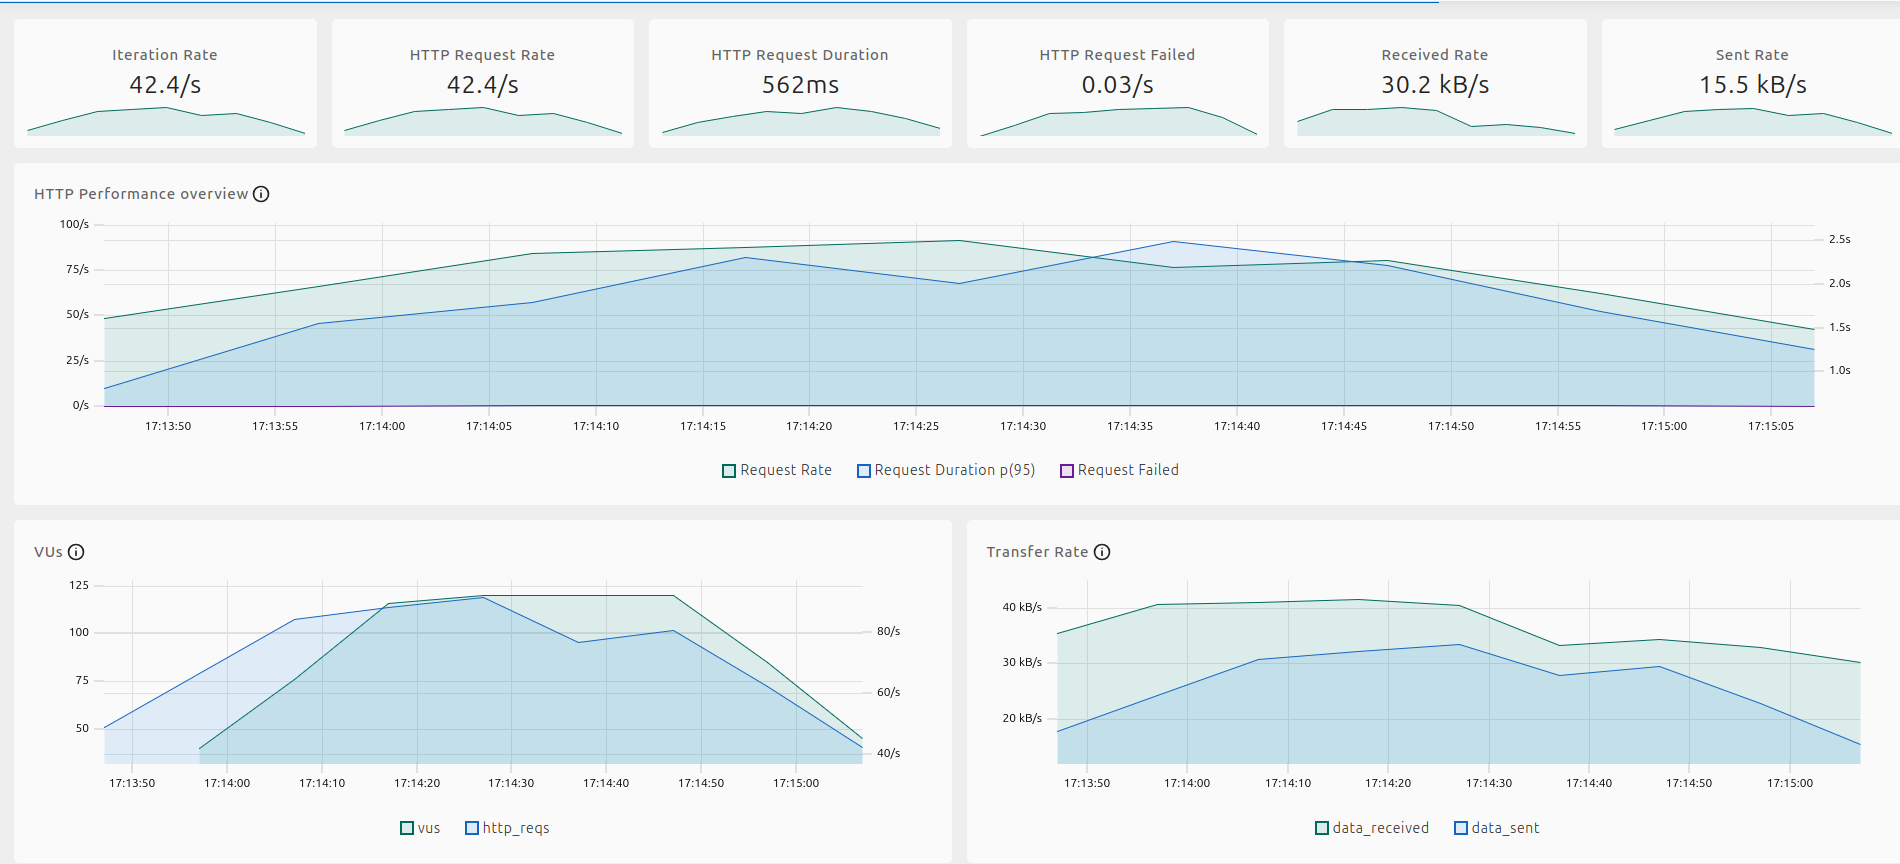 Iteration Rate
42.4/s
HTTP Request Rate
42.4/s
HTTP Request Duration
562ms
HTTP Request Failed
0.03/s
Received Rate
30.2 kB/s
Sent Rate
15.5 kB/s
HTTP Performance overview
100/s
75/s
50/s
25/s
0/s
2.5s
2.0s
1.5s
1.0s
17:13:50 17:13:55 17:14:00 17:14:05 17:14:10 17:14:15 17:14:20 17:14:25 17:14:30 17:14:35 17:14:40 17:14:45 17:14:50 17:14:55 17:15:00 17:15:05
Request Rate Request Duration p(95) Request Failed
VUs
125
100
75
50
80/s
60/s
40/s
17:13:50 17:14:00 17:14:10 17:14:20 17:14:30 17:14:40 17:14:50 17:15:00
vus http_reqs
Transfer Rate
40 kB/s
30 kB/s
20 kB/s
17:13:50 17:14:00 17:14:10 17:14:20 17:14:30 17:14:40 17:14:50 17:15:00
data_received data_sent